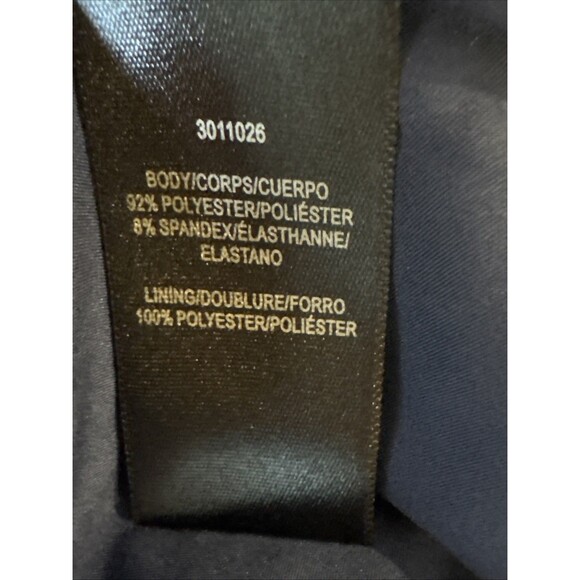 3011026
BODY/CORPS/CUERPO
92% POLYESTER/POLIÉSTER
8% SPANDEX/ÉLASTHANNE/
ELASTANO
LINING/DOUBLURE/FORRO
100% POLYESTER/POLIÉSTER